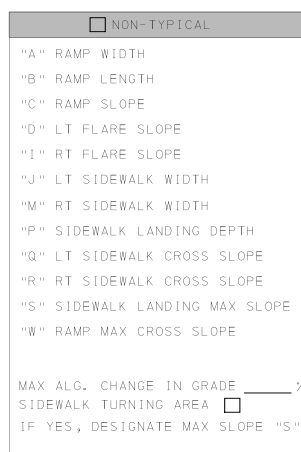 NON-TYPICAL
"A" RAMP WIDTH
"B" RAMP LENGTH
"C" RAMP SLOPE
"D" LT FLARE SLOPE
"I" RT FLARE SLOPE
"J" LT SIDEWALK WIDTH
"M" RT SIDEWALK WIDTH
"P" SIDEWALK LANDING DEPTH
"Q" LT SIDEWALK CROSS SLOPE
"R" RT SIDEWALK CROSS SLOPE
"S" SIDEWALK LANDING MAX SLOPE
"W" RAMP MAX CROSS SLOPE
MAX ALG. CHANGE IN GRADE ______ %
SIDEWALK TURNING AREA
IF YES, DESIGNATE MAX SLOPE "S"